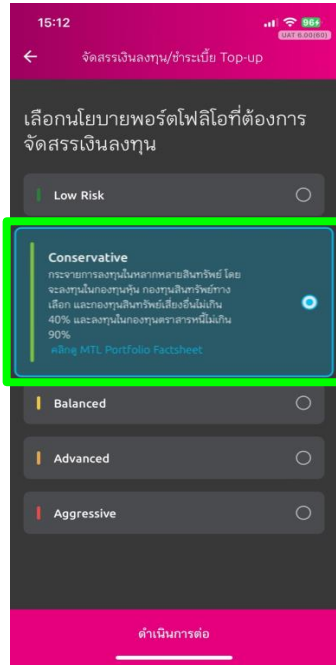 15:12
96
UAT 6.00(60)
จัดสรรเงินลงทุน/ชำระเบี้ย Top-up
เลือกนโยบายพอร์ตโฟลิโอที่ต้องการ
จัดสรรเงินลงทุน
Low Risk
Conservative
กระจายการลงทุนในหลากหลายสินทรัพย์ โดย
จะลงทุนในกองทุนหุ้น กองทุนสินทรัพย์ทาง
เลือก และกองทุนสินทรัพย์เสี่ยงอื่นไม่เกิน
40% และลงทุนในกองทุนตราสารหนี้ไม่เกิน
90%
คลิกดู MTL Portfolio Factsheet
Balanced
Advanced
Aggressive
ดำเนินการต่อ